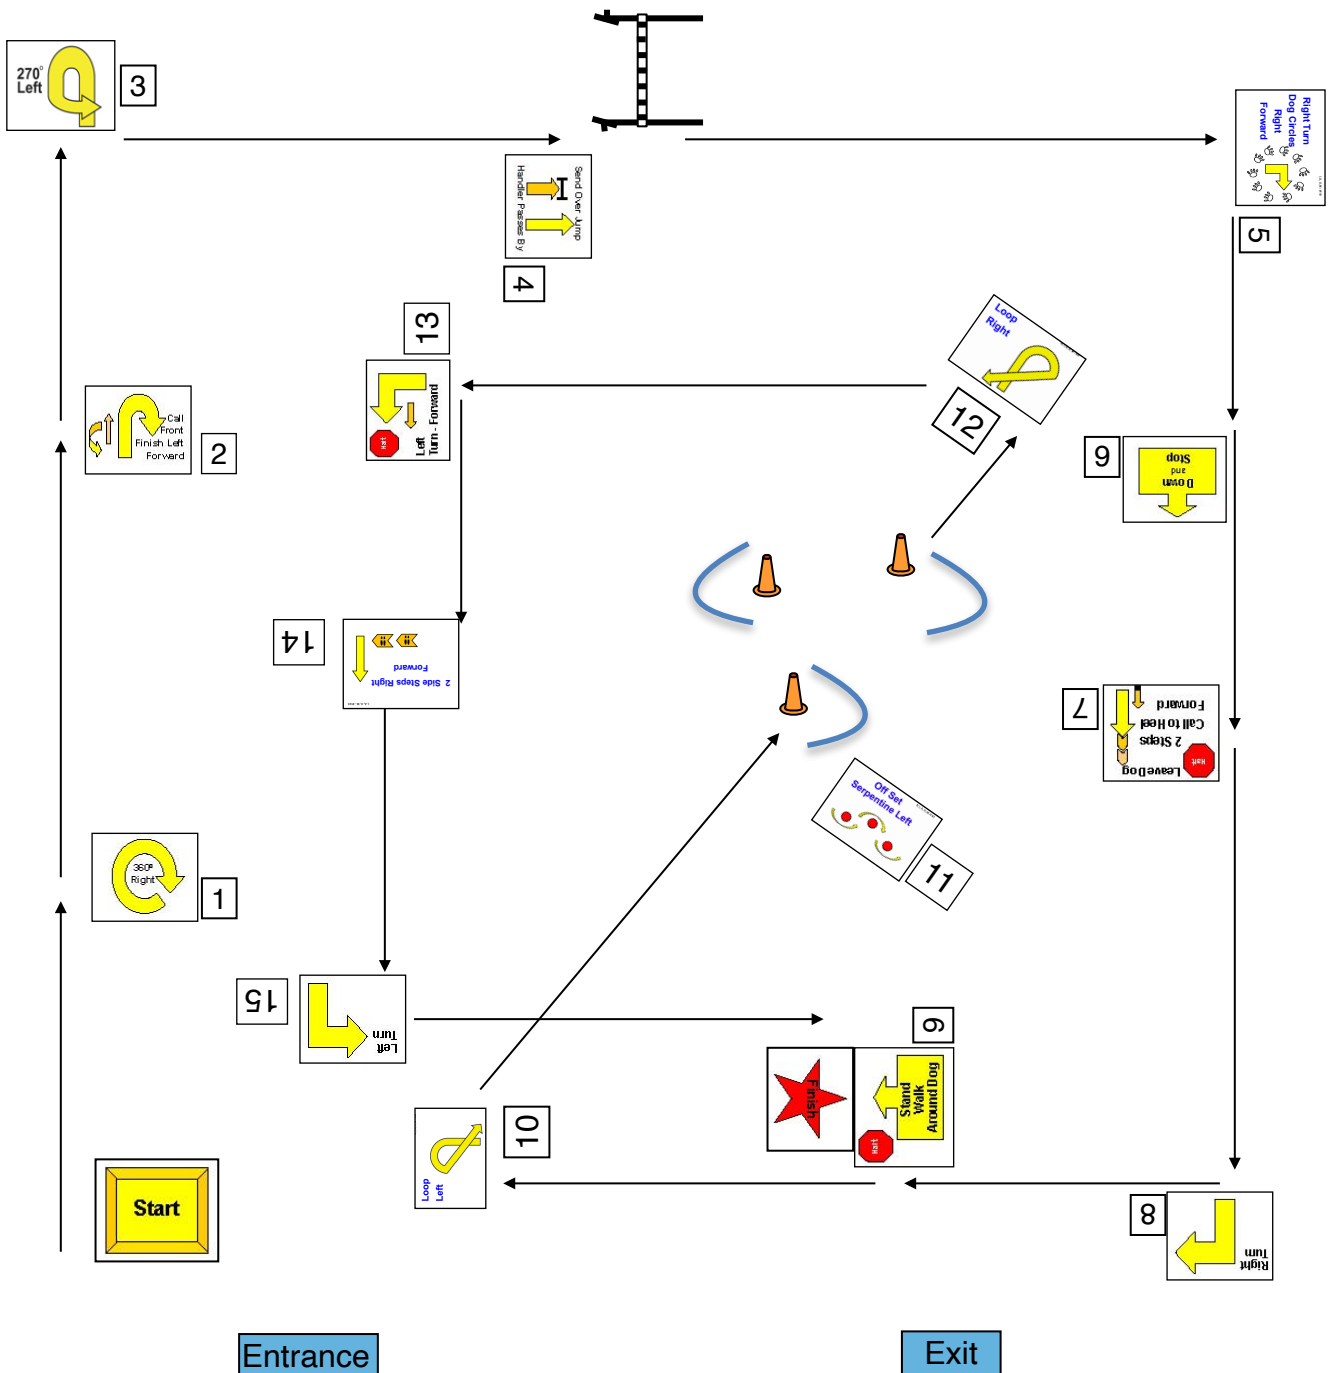 270°
Left
3
Send Over Jump
Handler Passes By
4
Right Turn
Dog Circles
Right
Forward
5
13
Halt
Left
Turn - Forward
Loop
Right
12
Call
Front
Finish Left
Forward
2
6
Down
and
Stop
14
2 Side Steps Right
Forward
7
Halt
Leave Dog
2 Steps
Call to Heel
Forward
Off Set
Serpentine Left
11
360º
Right
1
15
Left
Turn
9
Finish
Stand
Walk
Around Dog
Halt
Loop
Left
10
Start
8
Right
Turn
Entrance
Exit